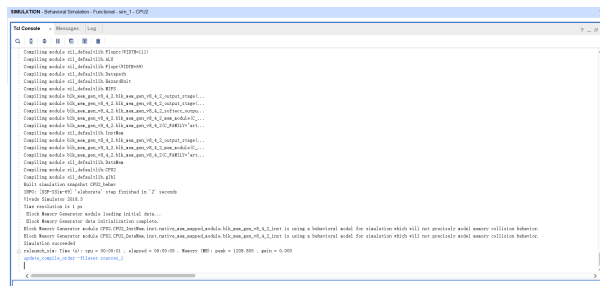 SIMULATION - Behavioral Simulation - Functional - sim_1 - CPU2
Tcl Console × Messages Log
Compiling module xil_defaultlib.Flopr(WIDTH=111)
Compiling module xil_defaultlib.ALU
Compiling module xil_defaultlib.Flopr(WIDTH=69)
Compiling module xil_defaultlib.Datapath
Compiling module xil_defaultlib.HazardUnit
Compiling module xil_defaultlib.MIPS
Compiling module blk_mem_gen_v8_4_2.blk_mem_gen_v8_4_2_output_stage(...
Compiling module blk_mem_gen_v8_4_2.blk_mem_gen_v8_4_2_output_stage(...
Compiling module blk_mem_gen_v8_4_2.blk_mem_gen_v8_4_2_softecc_outpu...
Compiling module blk_mem_gen_v8_4_2.blk_mem_gen_v8_4_2_mem_module(C_...
Compiling module blk_mem_gen_v8_4_2.blk_mem_gen_v8_4_2(C_FAMILY="art...
Compiling module xil_defaultlib.InstMem
Compiling module blk_mem_gen_v8_4_2.blk_mem_gen_v8_4_2_output_stage(...
Compiling module blk_mem_gen_v8_4_2.blk_mem_gen_v8_4_2_mem_module(C_...
Compiling module blk_mem_gen_v8_4_2.blk_mem_gen_v8_4_2(C_FAMILY="art...
Compiling module xil_defaultlib.DataMem
Compiling module xil_defaultlib.CPU2
Compiling module xil_defaultlib.glbl
Built simulation snapshot CPU2_behav
INFO: [USF-XSim-69] 'elaborate' step finished in '2' seconds
Vivado Simulator 2018.3
Time resolution is 1 ps
Block Memory Generator module loading initial data...
Block Memory Generator data initialization complete.
Block Memory Generator module CPU2.CPU2_InstMem.inst.native_mem_mapped_module.blk_mem_gen_v8_4_2_inst is using a behavioral model for simulation which will not precisely model memory collision behavior.
Block Memory Generator module CPU2.CPU2_DataMem.inst.native_mem_mapped_module.blk_mem_gen_v8_4_2_inst is using a behavioral model for simulation which will not precisely model memory collision behavior.
Simulation succeeded
relaunch_sim: Time (s): cpu = 00:00:01 ; elapsed = 00:00:05 . Memory (MB): peak = 1208.805 ; gain = 0.000
update_compile_order -fileset sources_1